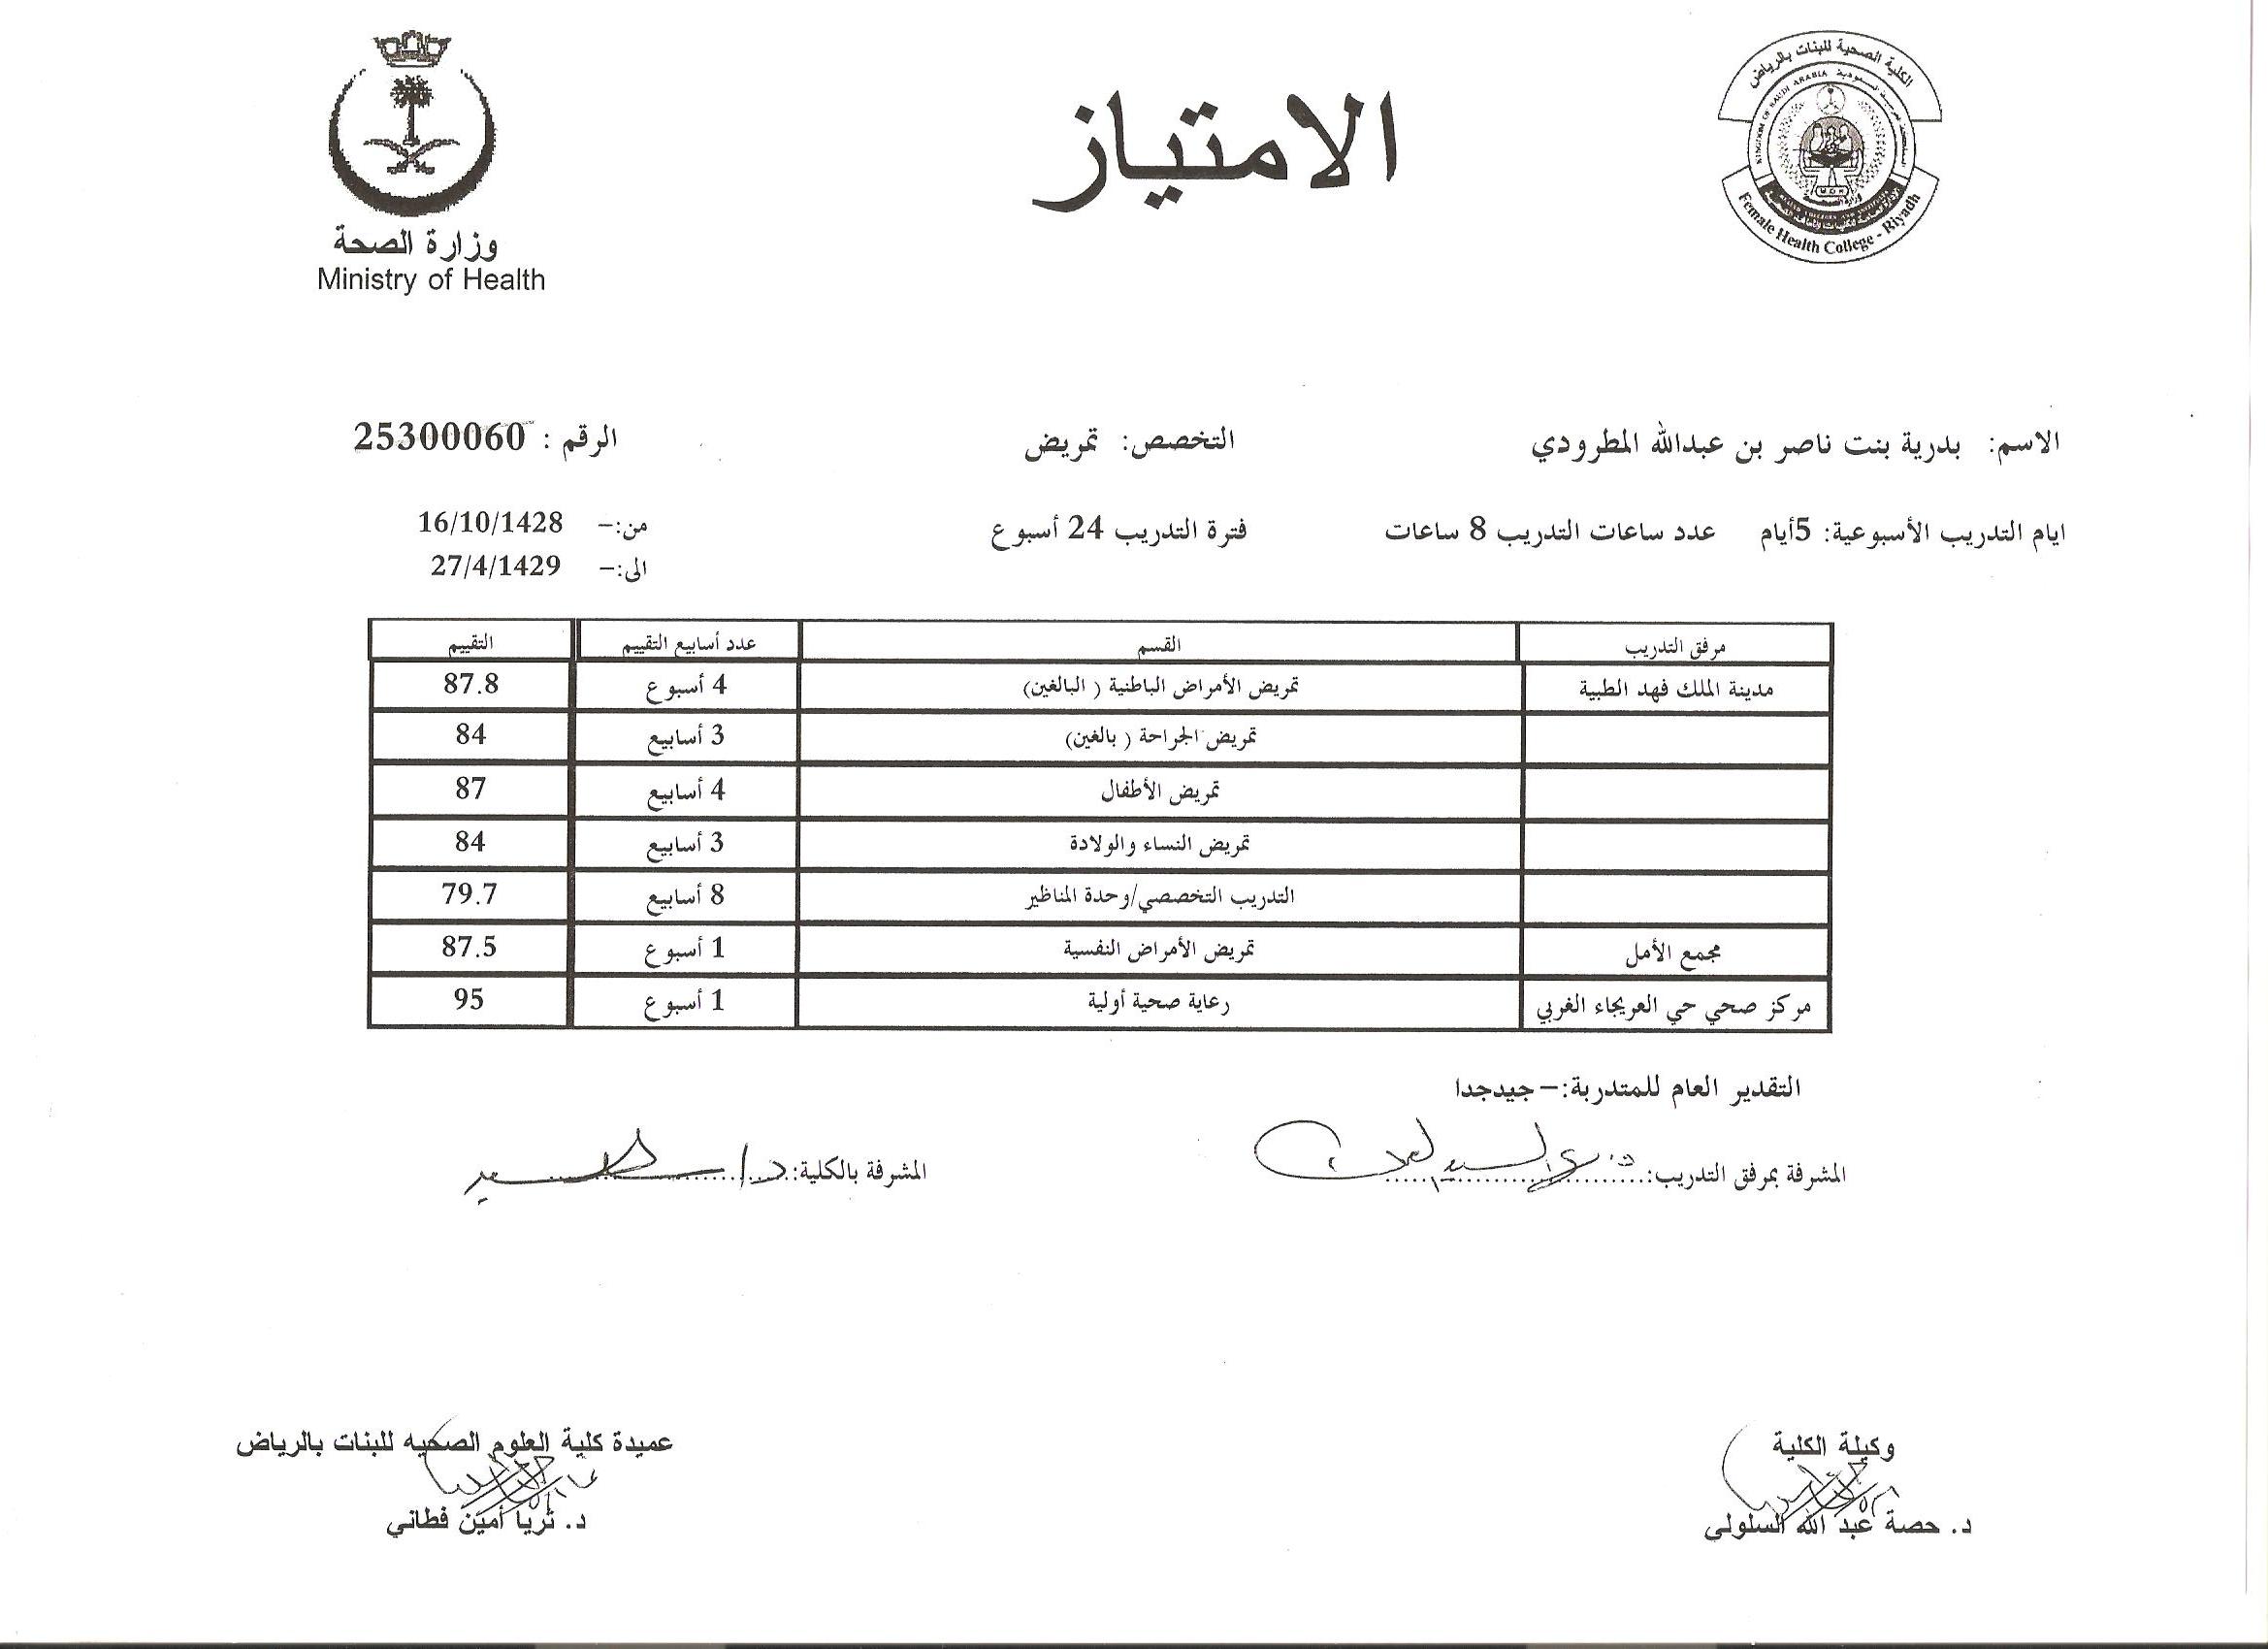 الكلية الصحية للبنات بالرياض
KINGDOM OF SAUDI ARABIA
وزارة الصحة
M.O.H
Female Health College - Riyadh
الامتياز
وزارة الصحة
Ministry of Health
الاسم: بدرية بنت ناصر بن عبدالله المطرودي التخصص: تمريض الرقم : 25300060
ايام التدريب الأسبوعية: 5أيام عدد ساعات التدريب 8 ساعات فترة التدريب 24 أسبوع من:– 16/10/1428
الى:– 27/4/1429
مرفق التدريب القسم عدد أسابيع التقييم التقييم
مدينة الملك فهد الطبية تمريض الأمراض الباطنية ( البالغين) 4 أسبوع 87.8
تمريض الجراحة ( بالغين) 3 أسابيع 84
تمريض الأطفال 4 أسابيع 87
تمريض النساء والولادة 3 أسابيع 84
التدريب التخصصي/وحدة المناظير 8 أسابيع 79.7
مجمع الأمل تمريض الأمراض النفسية 1 أسبوع 87.5
مركز صحي حي العريجاء الغربي رعاية صحية أولية 1 أسبوع 95
التقدير العام للمتدربة:– جيدجدا
المشرفة بمرفق التدريب: المشرفة بالكلية:
وكيلة الكلية عميدة كلية العلوم الصحيه للبنات بالرياض
د. حصة عبد الله السلولى د. ثريا أمين فطاني